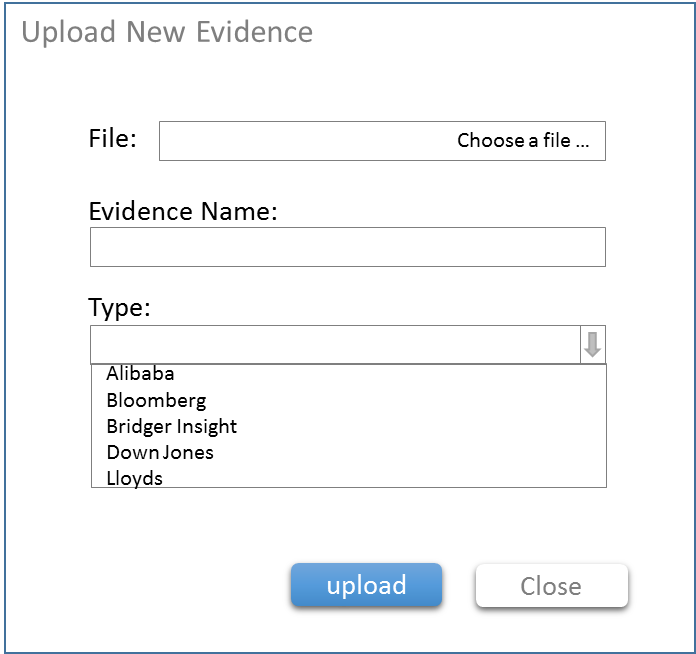 Upload New Evidence
File:
Choose a file ...
Evidence Name:
Type:
Alibaba
Bloomberg
Bridger Insight
Down Jones
Lloyds
upload
Close